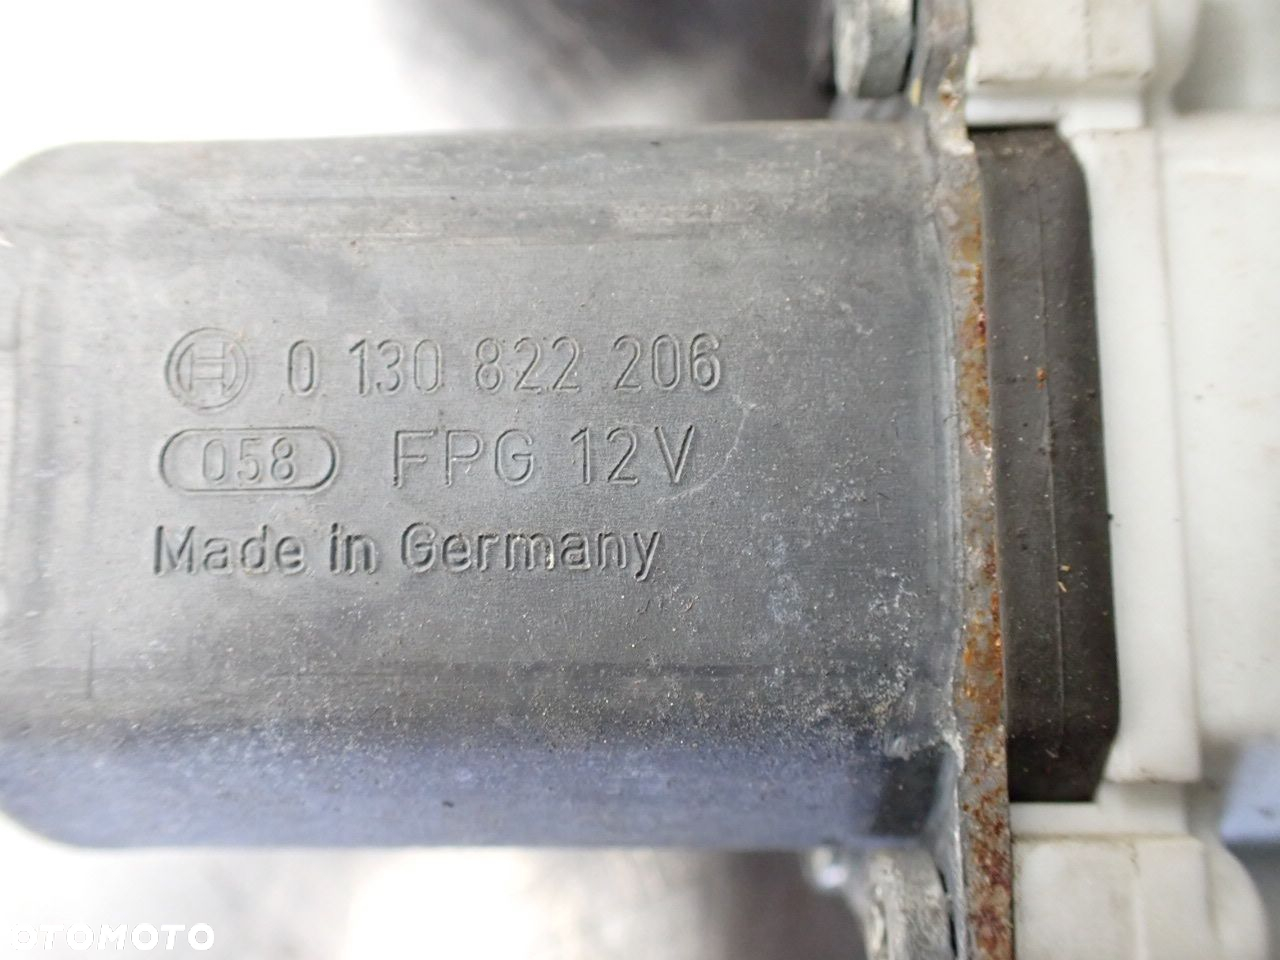 0 130 822 206
058 FPG 12V
Made in Germany
OTOMOTO